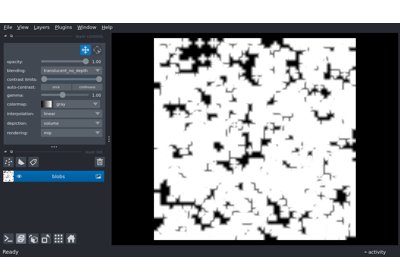 File View Layers Plugins Window Help
opacity: 1.00
blending: translucent_no_depth
contrast limits:
auto-contrast: once continuous
gamma: 1.00
colormap: gray
interpolation: linear
depiction: volume
rendering: mip
blobs
Ready activity